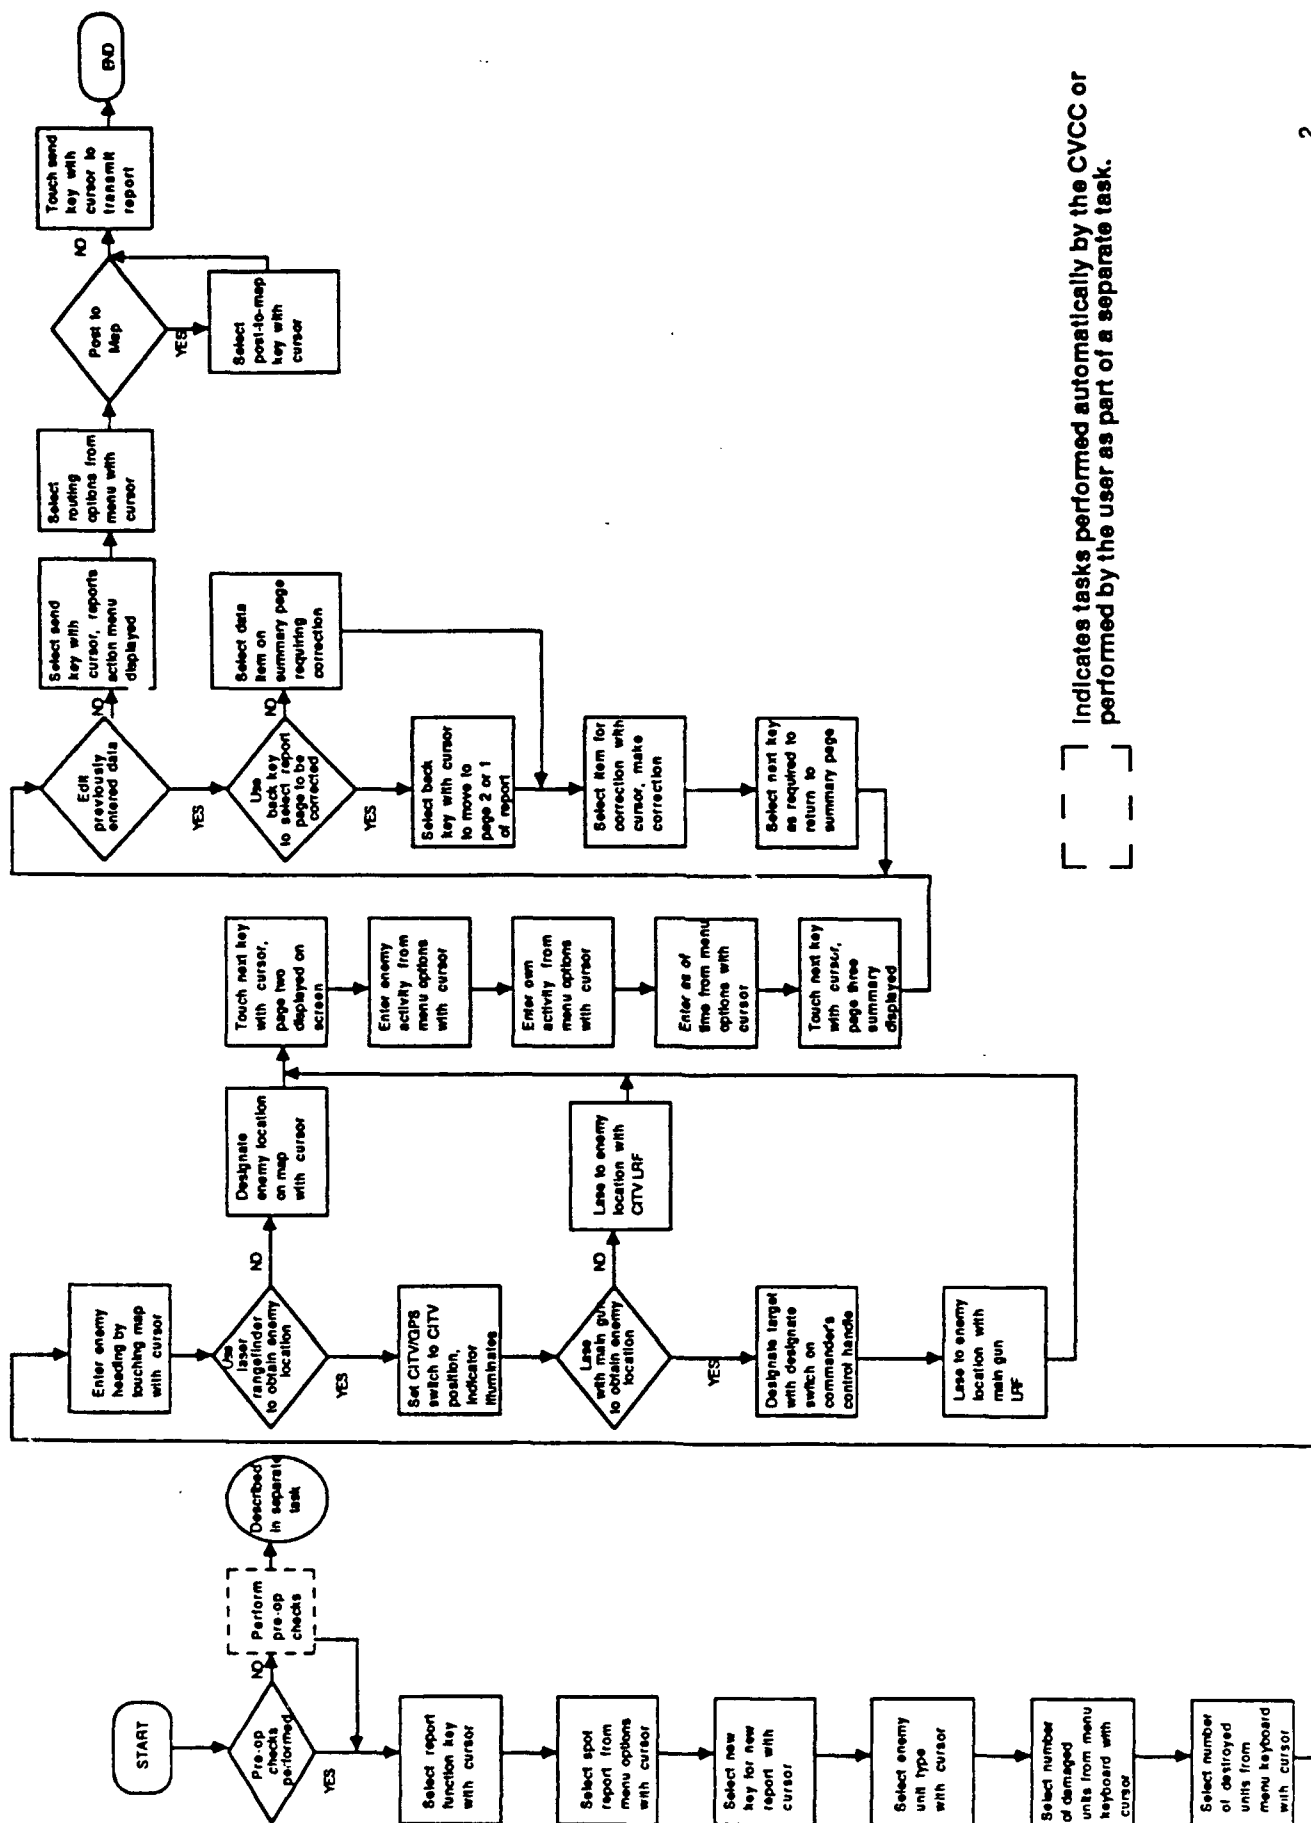 START
Pre-op
checks
performed
NO
YES
Perform
pre-op
checks
Described
in separate
task
Select report
function key
with cursor
Select spot
report from
menu options
with cursor
Select new
key for new
report with
cursor
Select enemy
unit type
with cursor
Select number
of damaged
units from menu
keyboard with
cursor
Select number
of destroyed
units from
menu keyboard
with cursor
Enter enemy
heading by
touching map
with cursor
Use
laser
rangefinder
to obtain enemy
location
NO
YES
Designate
enemy location
on map
with cursor
Set CITV/GPS
switch to CITV
position,
indicator
illuminates
Lase
with main gun
to obtain enemy
location
NO
YES
Lase to enemy
location with
CITV LRF
Designate target
with designate
switch on
commander's
control handle
Lase to enemy
location with
main gun
LRF
Touch next key
with cursor,
page two
displayed on
screen
Enter enemy
activity from
menu options
with cursor
Enter own
activity from
menu options
with cursor
Enter as of
time from menu
options with
cursor
Touch next key
with cursor,
page three
summary
displayed
Edit
previously
entered data
NO
YES
Use
back key
to select report
page to be
corrected
NO
YES
Select data
item on
summary page
requiring
correction
Select back
key with cursor
to move to
page 2 or 1
of report
Select item for
correction with
cursor, make
correction
Select next key
as required to
return to
summary page
Select send
key with
cursor, reports
action menu
displayed
Select
routing
options from
menu with
cursor
Post to
Map
NO
YES
Select
post-to-map
key with
cursor
Touch send
key with
cursor to
transmit
report
END
Indicates tasks performed automatically by the CVCC or
performed by the user as part of a separate task.
2